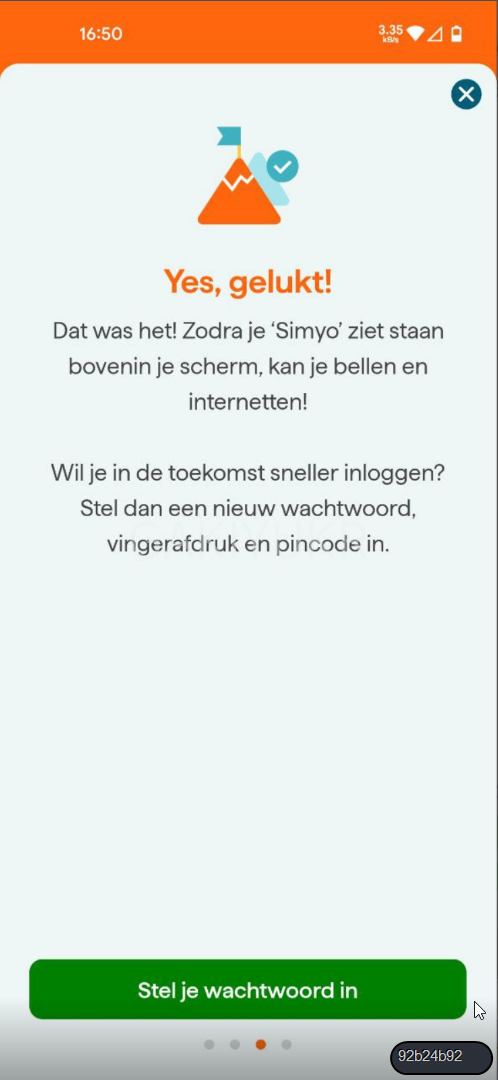 16:50
3.35
kB/s
Yes, gelukt!
Dat was het! Zodra je ‘Simyo’ ziet staan
bovenin je scherm, kan je bellen en
internetten!
Wil je in de toekomst sneller inloggen?
Stel dan een nieuw wachtwoord,
vingerafdruk en pincode in.
Stel je wachtwoord in
92b24b92